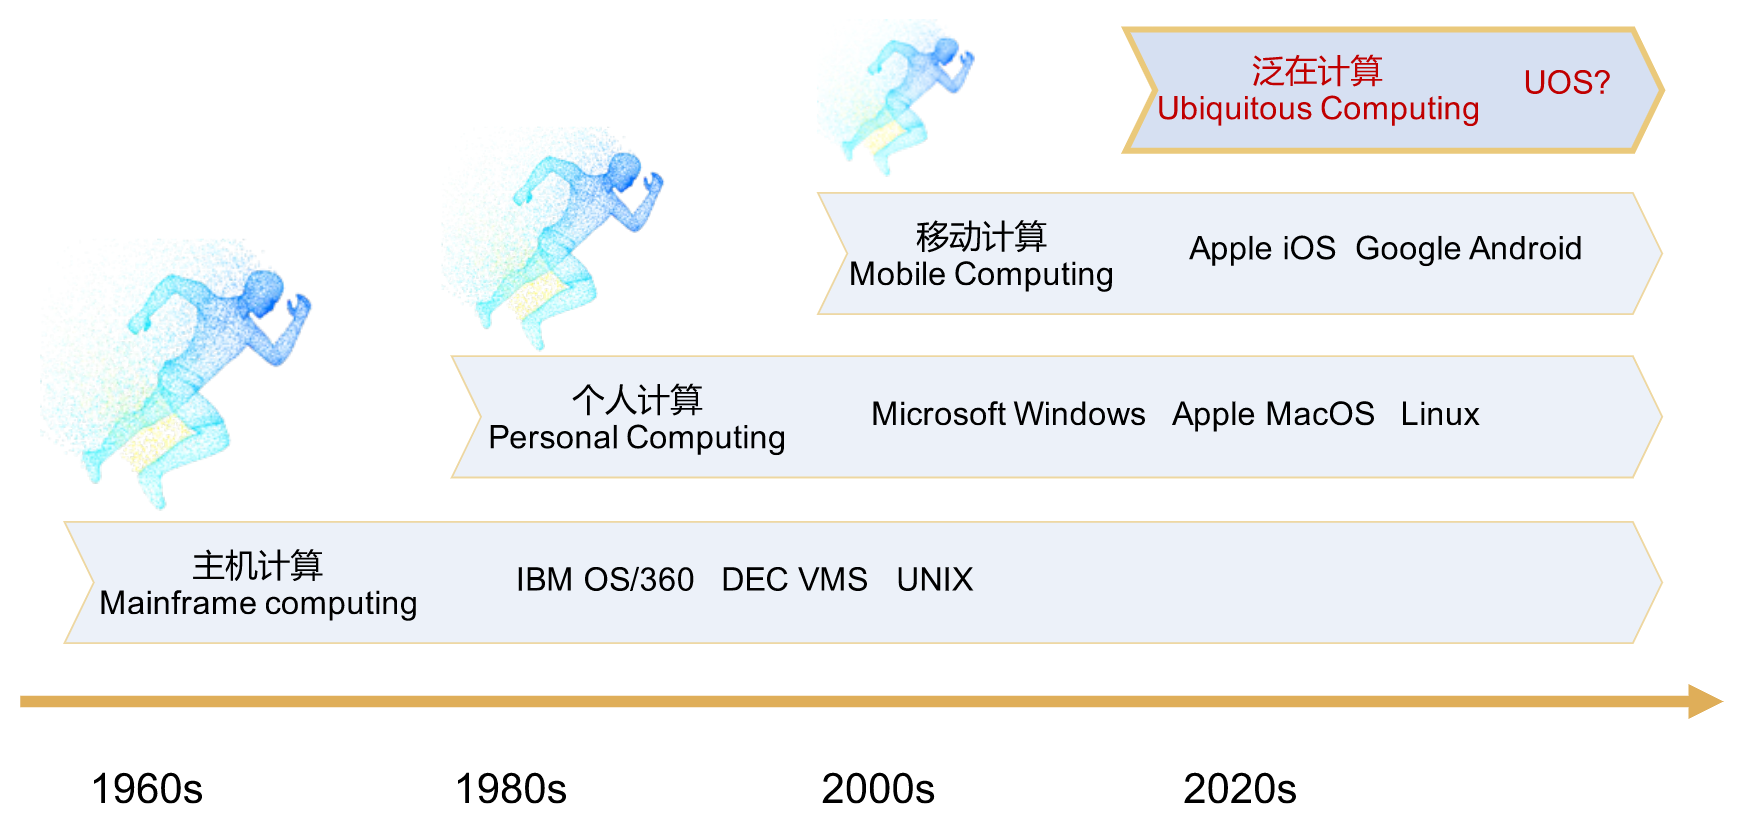 泛在计算
Ubiquitous Computing
UOS?
移动计算
Mobile Computing
Apple iOS Google Android
个人计算
Personal Computing
Microsoft Windows Apple MacOS Linux
主机计算
Mainframe computing
IBM OS/360 DEC VMS UNIX
1960s 1980s 2000s 2020s